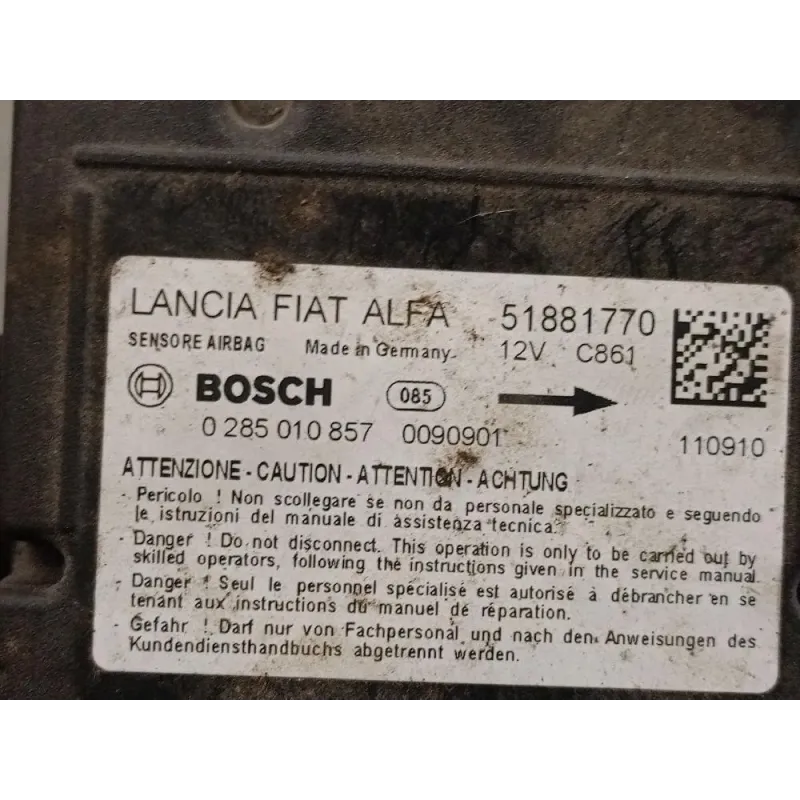 LANCIA FIAT ALFA 51881770
SENSORE AIRBAG Made in Germany 12V C861
BOSCH 085
0 285 010 857 0090901 110910
ATTENZIONE - CAUTION - ATTENTION - ACHTUNG
- Pericolo ! Non scollegare se non da personale specializzato e seguendo
le istruzioni del manuale di assistenza tecnica.
- Danger ! Do not disconnect. This operation is only to be carried out by
skilled operators, following the instructions given in the service manual.
- Danger ! Seul le personnel spécialisé est autorisé à débrancher en se
tenant aux instructions du manuel de réparation.
- Gefahr ! Darf nur von Fachpersonal und nach den Anweisungen des
Kundendiensthandbuchs abgetrennt werden.